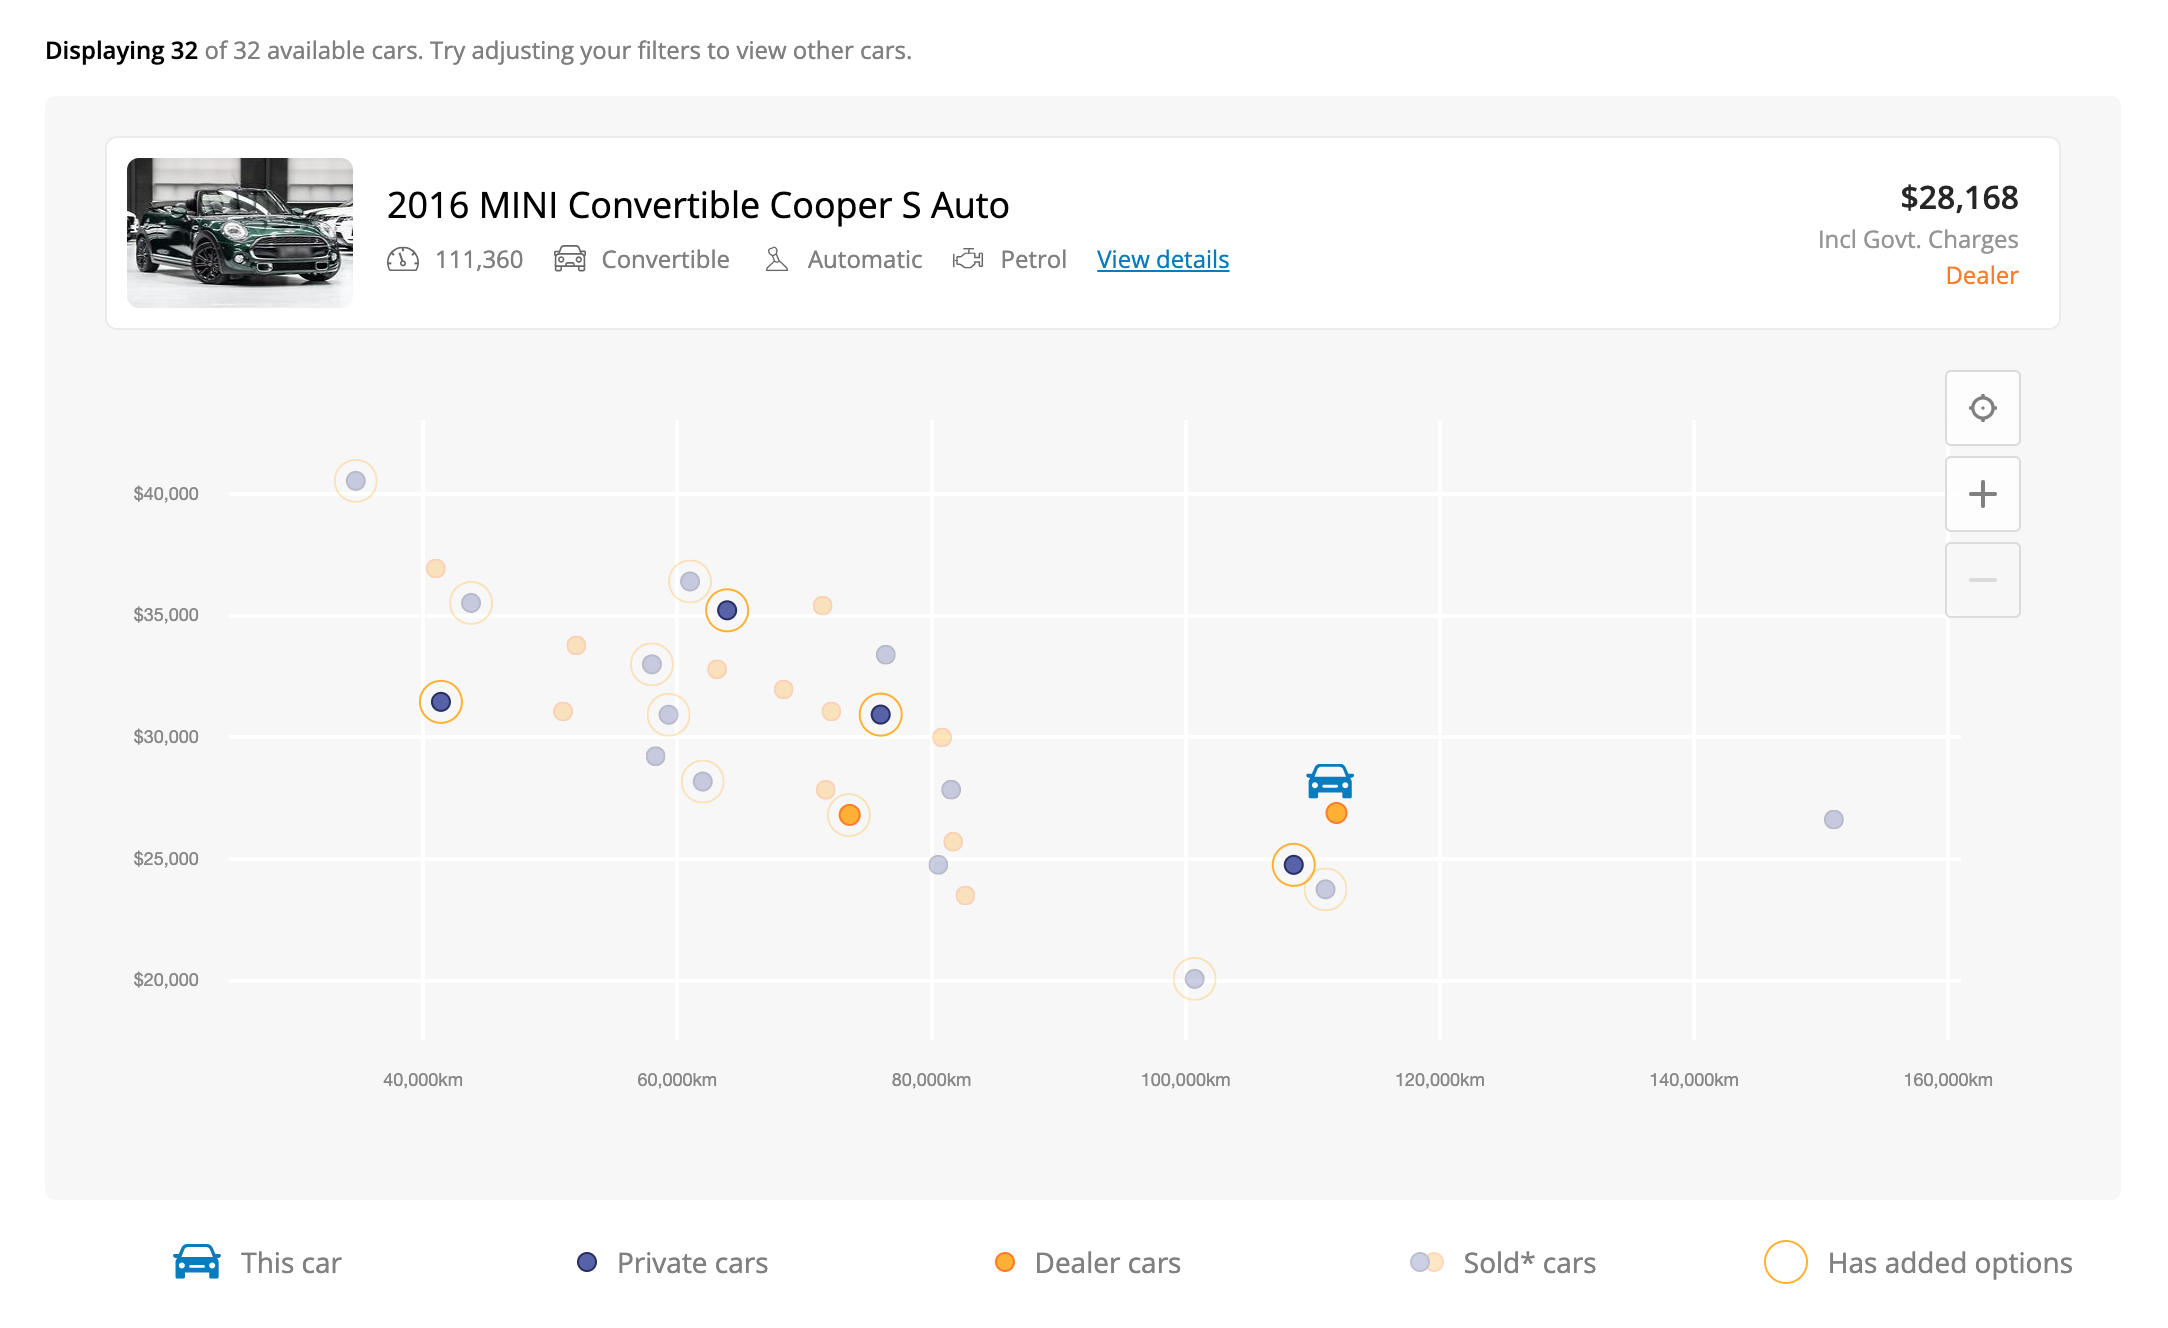 Displaying 32 of 32 available cars. Try adjusting your filters to view other cars.
2016 MINI Convertible Cooper S Auto
$28,168
111,360 Convertible Automatic Petrol View details
Incl Govt. Charges
Dealer
$40,000
$35,000
$30,000
$25,000
$20,000
40,000km 60,000km 80,000km 100,000km 120,000km 140,000km 160,000km
This car Private cars Dealer cars Sold* cars Has added options